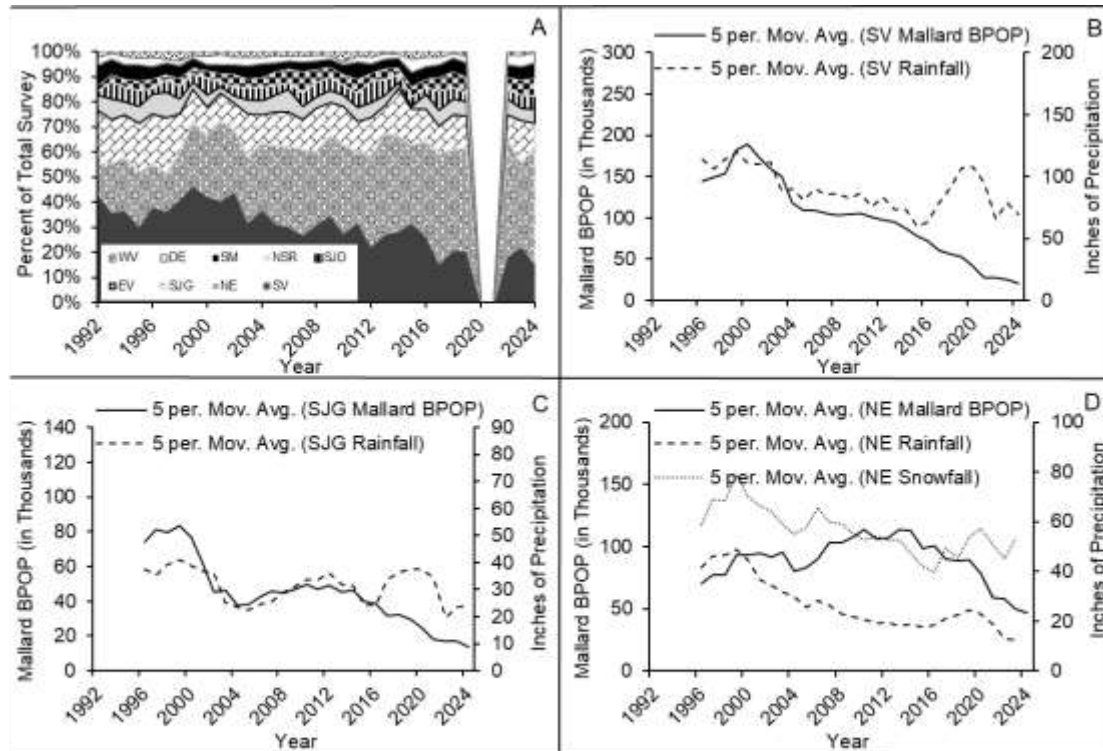 A
100%
90%
80%
70%
60%
50%
40%
30%
20%
10%
0%
Percent of Total Survey
WV DE SM NSR SJD
EV SJG NE SV
1992 1996 2000 2004 2008 2012 2016 2020 2024
Year
B
5 per. Mov. Avg. (SV Mallard BPOP)
5 per. Mov. Avg. (SV Rainfall)
300
250
200
150
100
50
0
Mallard BPOP (in Thousands)
200
150
100
50
0
Inches of Precipitation
1992 1996 2000 2004 2008 2012 2016 2020 2024
Year
C
5 per. Mov. Avg. (SJG Mallard BPOP)
5 per. Mov. Avg. (SJG Rainfall)
140
120
100
80
60
40
20
0
Mallard BPOP (in Thousands)
90
80
70
60
50
40
30
20
10
0
Inches of Precipitation
1992 1996 2000 2004 2008 2012 2016 2020 2024
Year
D
5 per. Mov. Avg. (NE Mallard BPOP)
5 per. Mov. Avg. (NE Rainfall)
5 per. Mov. Avg. (NE Snowfall)
200
150
100
50
0
Mallard BPOP (in Thousands)
100
80
60
40
20
0
Inches of Precipitation
1992 1996 2000 2004 2008 2012 2016 2020 2024
Year